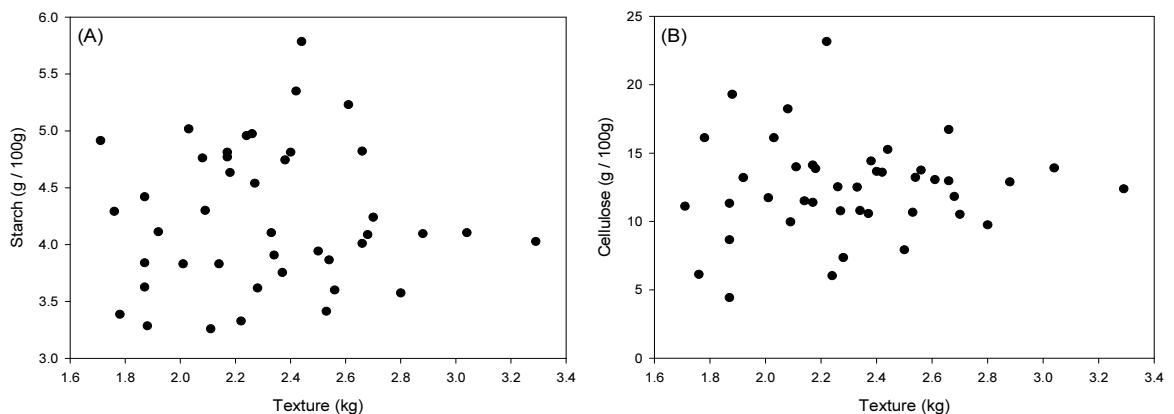 (A)
Starch (g / 100g)
6.0
5.5
5.0
4.5
4.0
3.5
3.0
1.6 1.8 2.0 2.2 2.4 2.6 2.8 3.0 3.2 3.4
Texture (kg)
(B)
Cellulose (g / 100g)
25
20
15
10
5
0
1.6 1.8 2.0 2.2 2.4 2.6 2.8 3.0 3.2 3.4
Texture (kg)